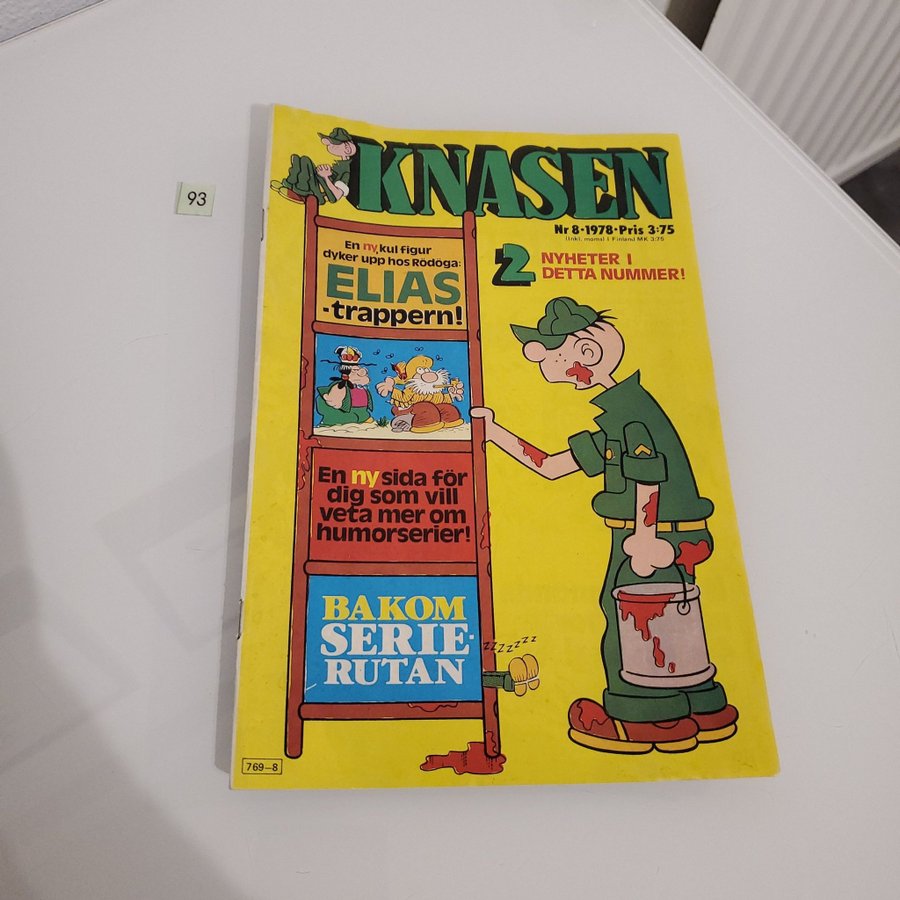 93
KNASEN
Nr 8·1978·Pris 3:75
(Inkl. moms) i Finland MK 3:75
2 NYHETER I
DETTA NUMMER!
En ny, kul figur
dyker upp hos Rödöga:
ELIAS
-trappern!
En ny sida för
dig som vill
veta mer om
humorserier!
BAKOM
SERIE-
RUTAN
ZZZZZZZ
769–8